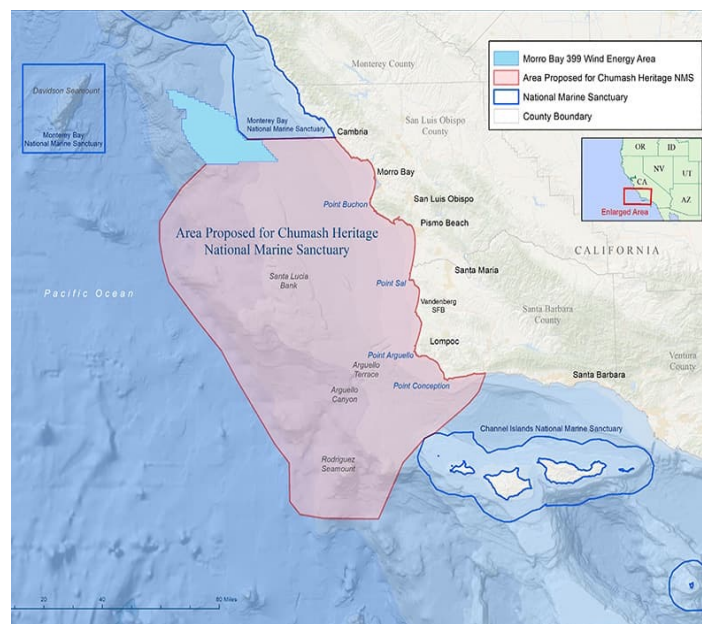 Davidson Seamount
Monterey Bay
National Marine Sanctuary
Monterey County
Monterey Bay
National Marine Sanctuary
Cambria
San Luis Obispo
County
Morro Bay
San Luis Obispo
Point Buchon
Pismo Beach
Area Proposed for Chumash Heritage
National Marine Sanctuary
Santa Lucia
Bank
Pacific Ocean
Santa Maria
Point Sal
Vandenberg
SFB
Santa Barbara
County
Lompoc
Point Arguello
Arguello
Terrace
Point Conception
Arguello
Canyon
Santa Barbara
Ventura
County
Channel Islands National Marine Sanctuary
Rodriguez
Seamount
CALIFORNIA
Morro Bay 399 Wind Energy Area
Area Proposed for Chumash Heritage NMS
National Marine Sanctuary
County Boundary
OR
ID
NV
UT
CA
AZ
Enlarged Area
20
40
80 Miles